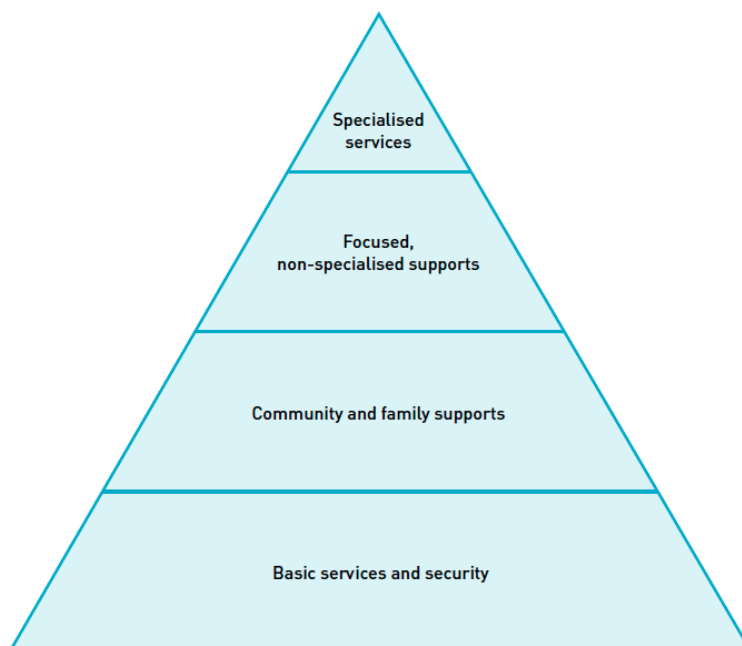 Specialised
services
Focused,
non-specialised supports
Community and family supports
Basic services and security